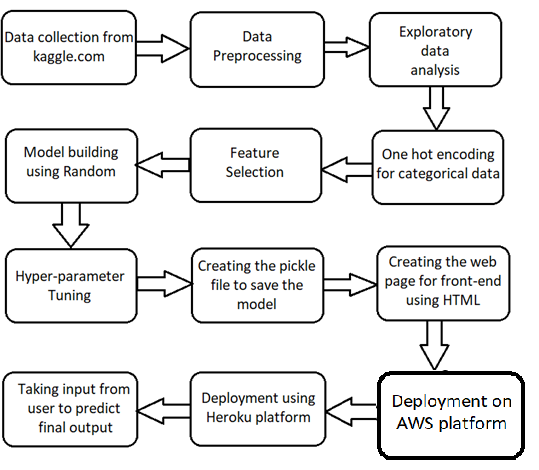 Data collection from
kaggle.com
Data
Preprocessing
Exploratory
data
analysis
One hot encoding
for categorical data
Feature
Selection
Model building
using Random
Hyper-parameter
Tuning
Creating the pickle
file to save the
model
Creating the web
page for front-end
using HTML
Deployment on
AWS platform
Deployment using
Heroku platform
Taking input from
user to predict
final output